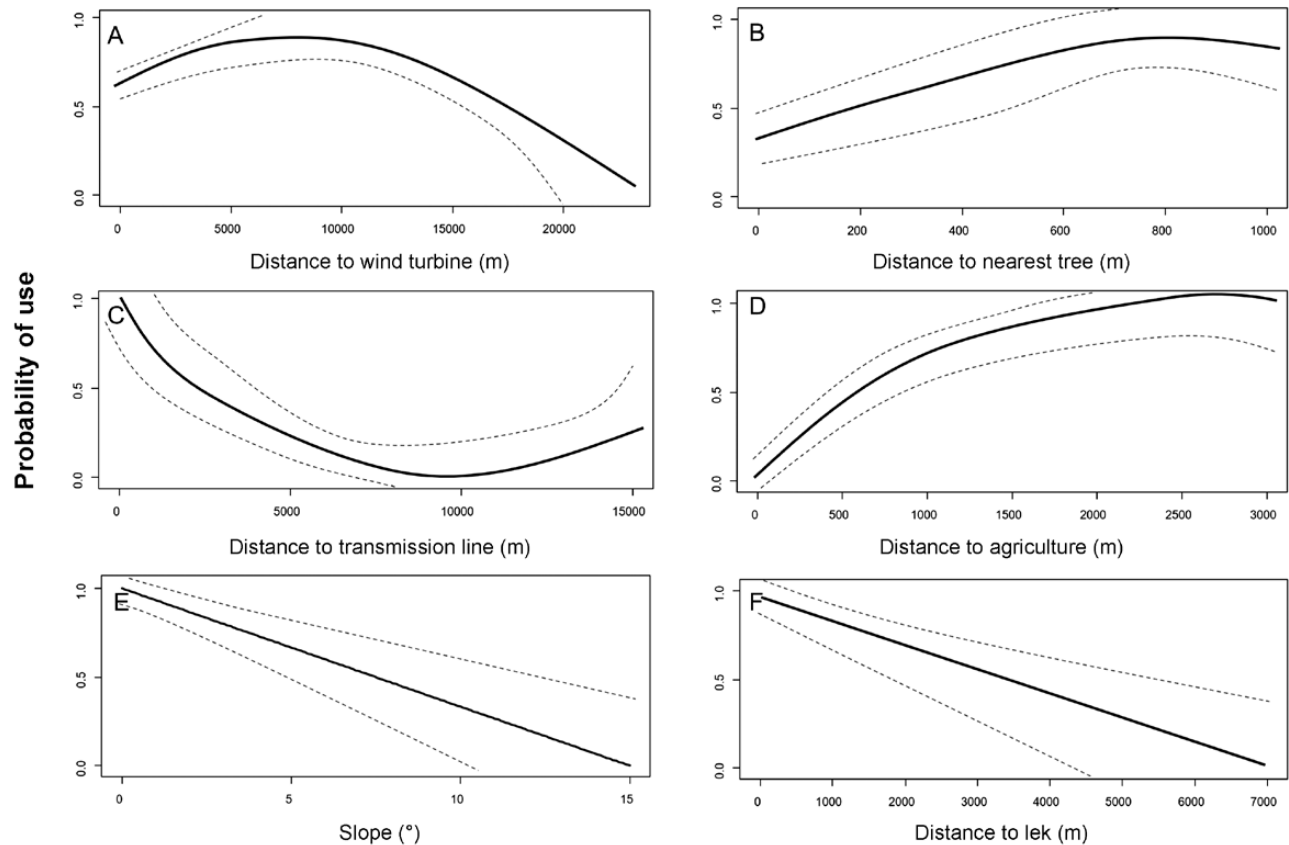 Probability of use
A
1.0
0.5
0.0
0 5000 10000 15000 20000
Distance to wind turbine (m)
B
1.0
0.5
0.0
0 200 400 600 800 1000
Distance to nearest tree (m)
C
1.0
0.5
0.0
0 5000 10000 15000
Distance to transmission line (m)
D
1.0
0.5
0.0
0 500 1000 1500 2000 2500 3000
Distance to agriculture (m)
E
1.0
0.5
0.0
0 5 10 15
Slope (°)
F
1.0
0.5
0.0
0 1000 2000 3000 4000 5000 6000 7000
Distance to lek (m)